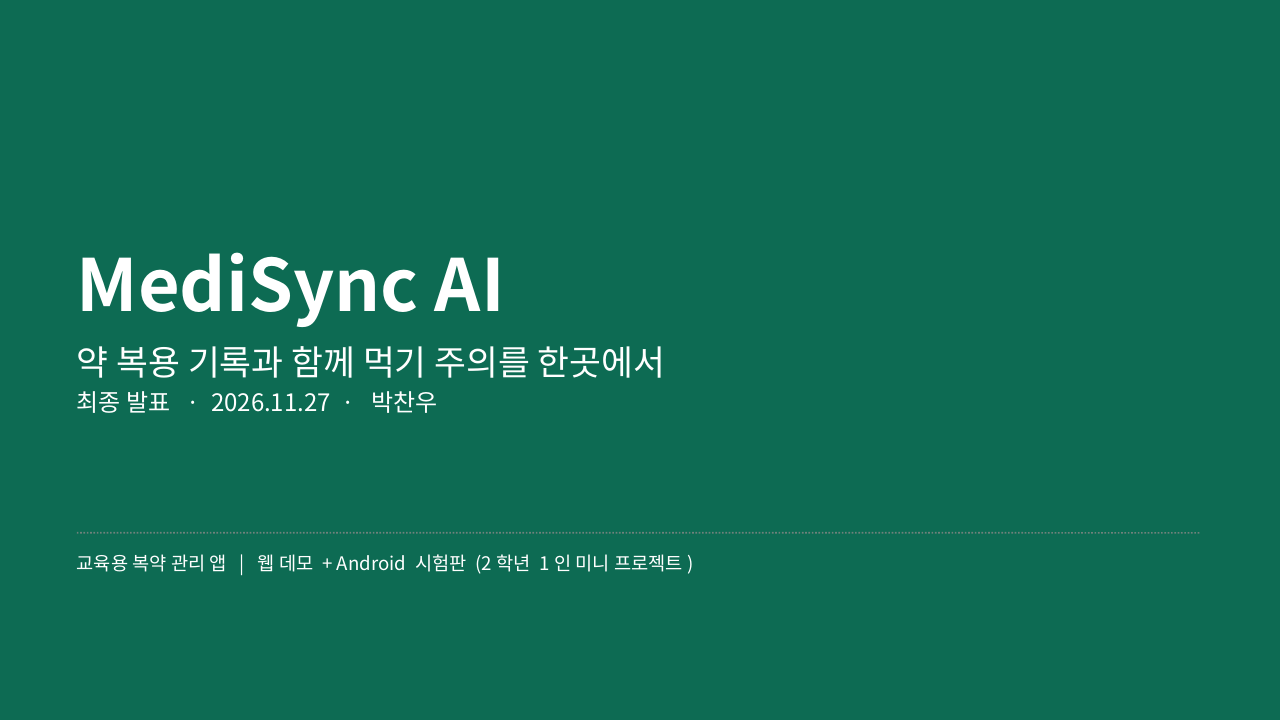 MediSync AI
약 복용 기록과 함께 먹기 주의를 한곳에서
최종 발표 · 2026.11.27 · 박찬우
교육용 복약 관리 앱 | 웹 데모 + Android 시험판 (2 학년 1 인 미니 프로젝트 )